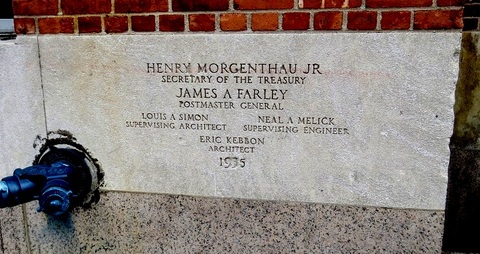 HENRY MORGENTHAU JR
SECRETARY OF THE TREASURY
JAMES A FARLEY
POSTMASTER GENERAL
LOUIS A SIMON NEAL A MELICK
SUPERVISING ARCHITECT SUPERVISING ENGINEER
ERIC KEBBON
ARCHITECT
1935